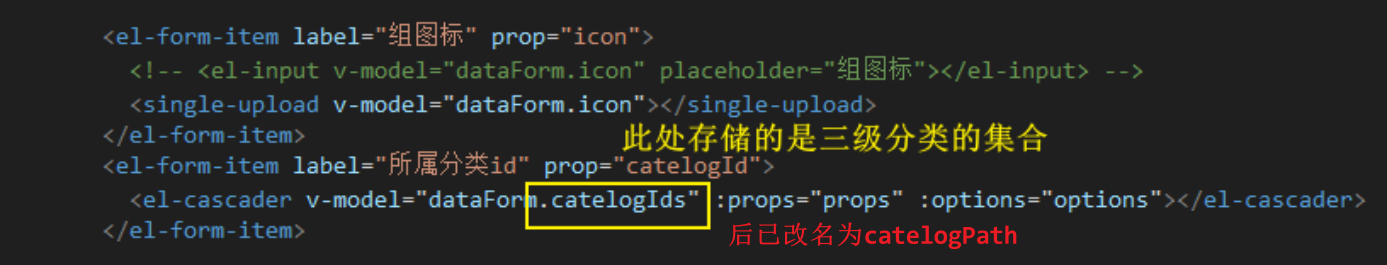 <el-form-item label="组图标" prop="icon">
<!-- <el-input v-model="dataForm.icon" placeholder="组图标"></el-input> -->
<single-upload v-model="dataForm.icon"></single-upload>
</el-form-item>
此处存储的是三级分类的集合
<el-form-item label="所属分类id" prop="catelogId">
<el-cascader v-model="dataForm.catelogIds" :props="props" :options="options"></el-cascader>
</el-form-item>
后已改名为catelogPath